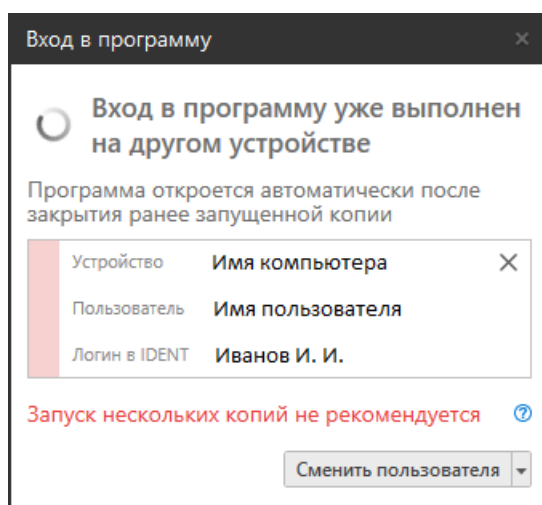 Вход в программу
Вход в программу уже выполнен
на другом устройстве
Программа откроется автоматически после
закрытия ранее запущенной копии
Устройство Имя компьютера
Пользователь Имя пользователя
Логин в IDENT Иванов И. И.
Запуск нескольких копий не рекомендуется ?
Сменить пользователя